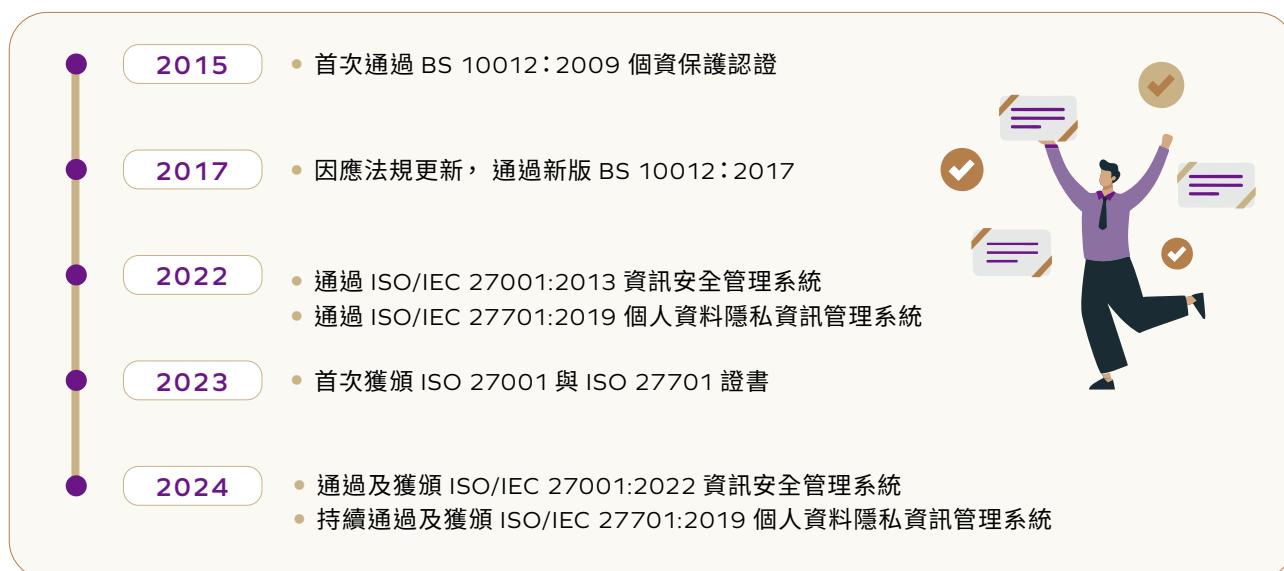 2015
首次通過 BS 10012：2009 個資保護認證
2017
因應法規更新， 通過新版 BS 10012：2017
2022
通過 ISO/IEC 27001:2013 資訊安全管理系統
通過 ISO/IEC 27701:2019 個人資料隱私資訊管理系統
2023
首次獲頒 ISO 27001 與 ISO 27701 證書
2024
通過及獲頒 ISO/IEC 27001:2022 資訊安全管理系統
持續通過及獲頒 ISO/IEC 27701:2019 個人資料隱私資訊管理系統